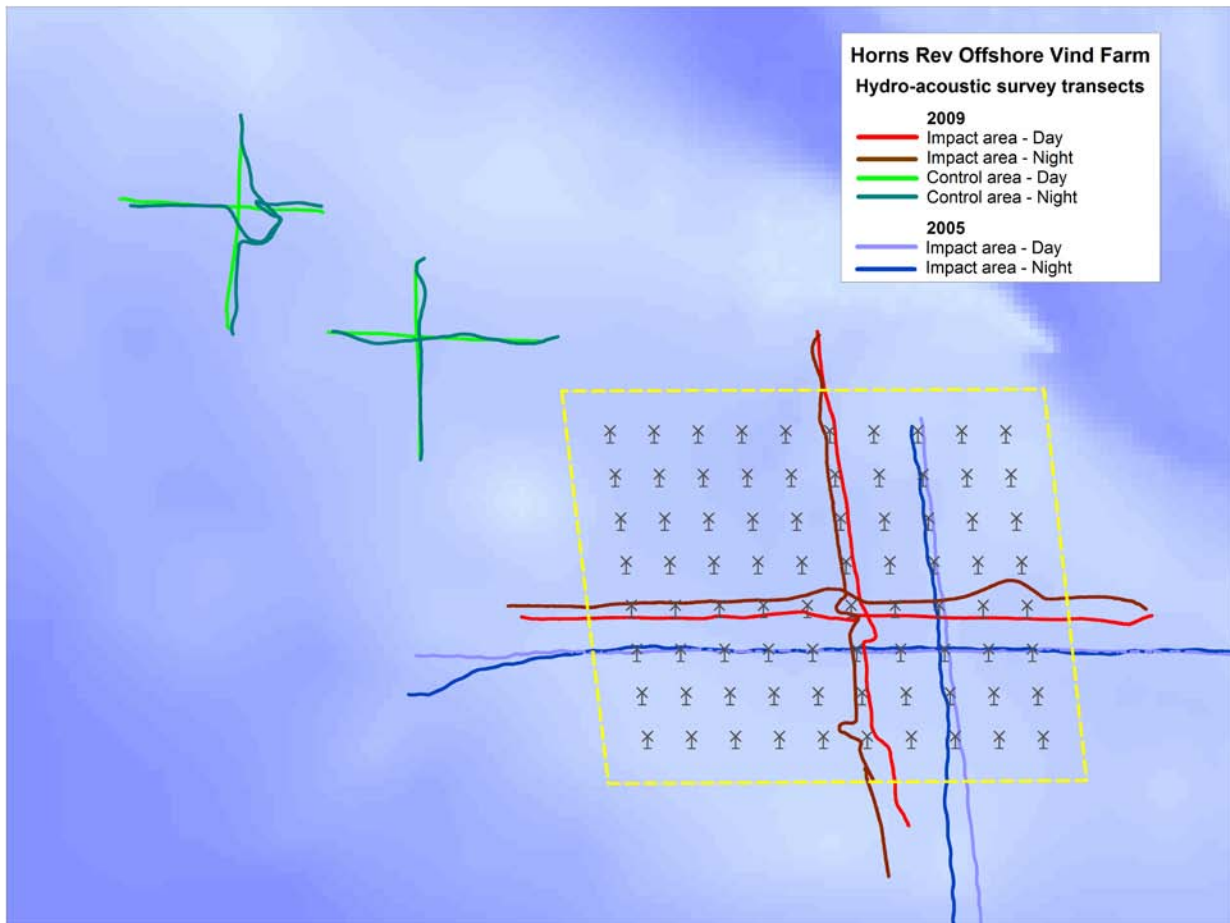 Horns Rev Offshore Vind Farm
Hydro-acoustic survey transects
2009
Impact area - Day
Impact area - Night
Control area - Day
Control area - Night
2005
Impact area - Day
Impact area - Night